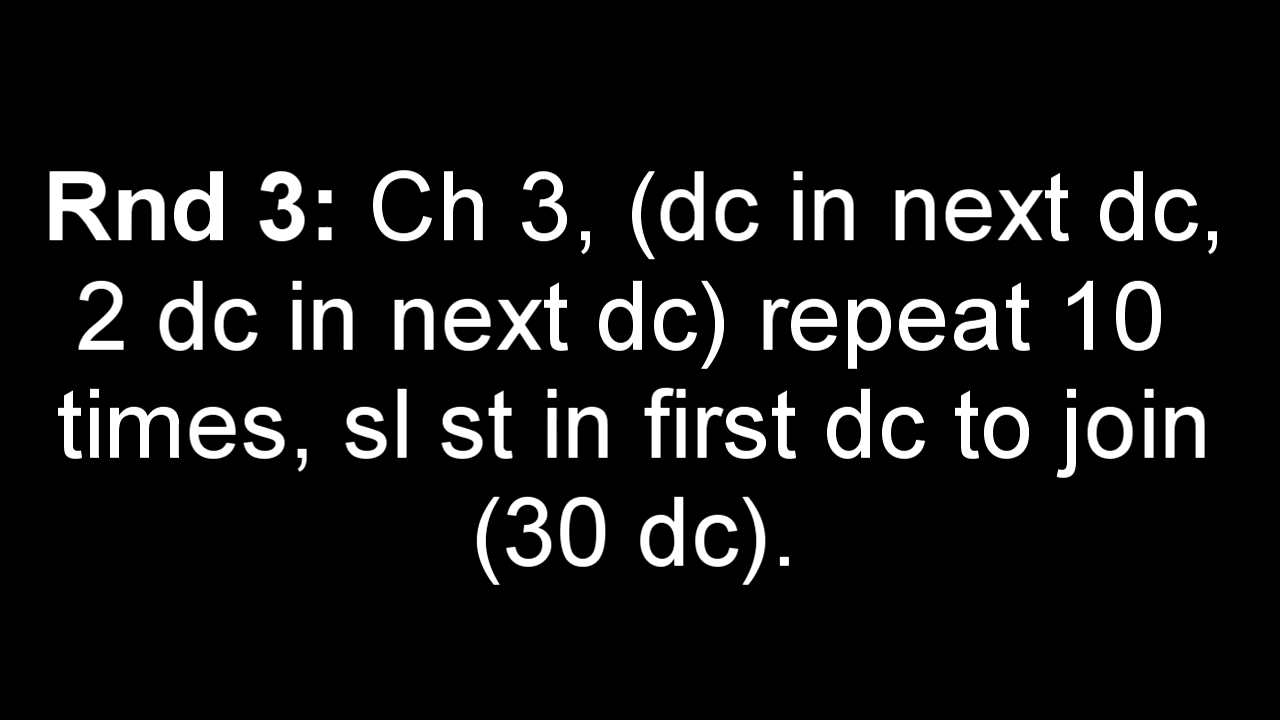 Rnd 3: Ch 3, (dc in next dc,
2 dc in next dc) repeat 10
times, sl st in first dc to join
(30 dc).